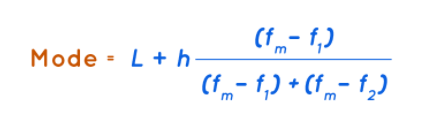 Mode = L + h (fₘ - f₁) / (fₘ - f₁) + (fₘ - f₂)